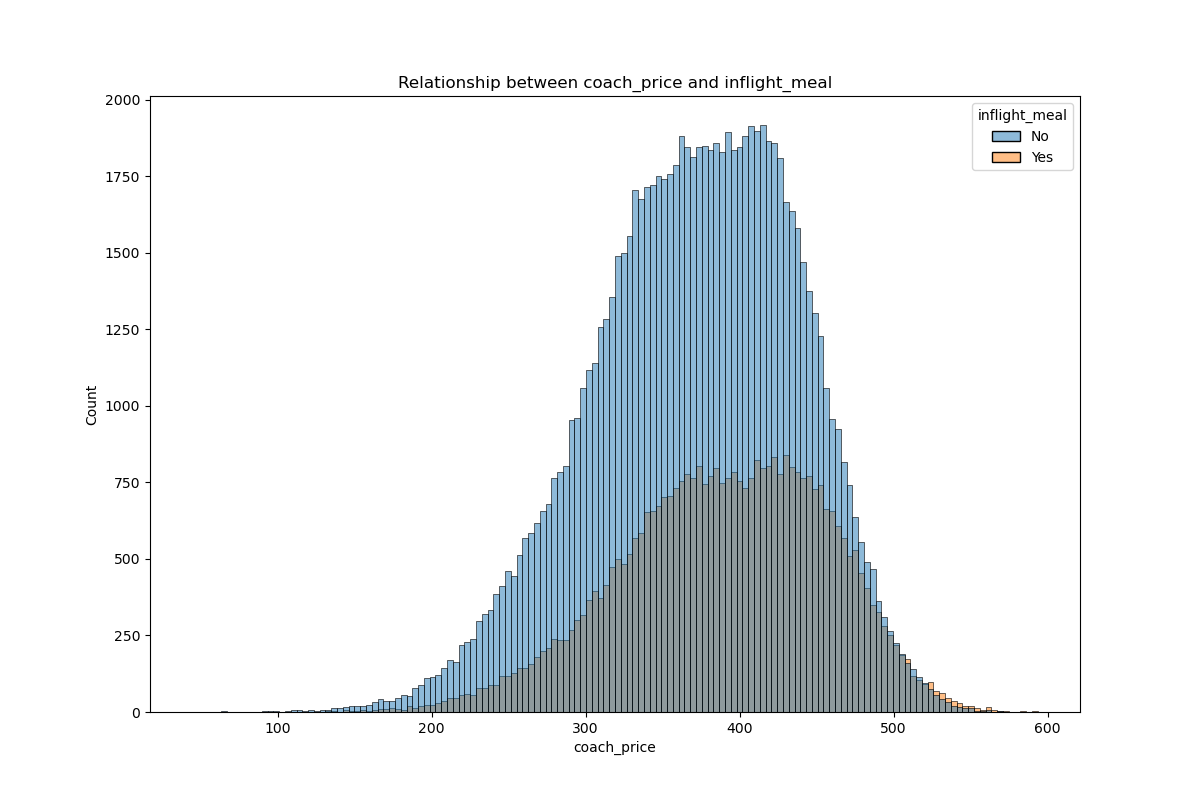 Relationship between coach_price and inflight_meal
inflight_meal
No
Yes
2000
1750
1500
1250
1000
750
500
250
0
Count
100 200 300 400 500 600
coach_price